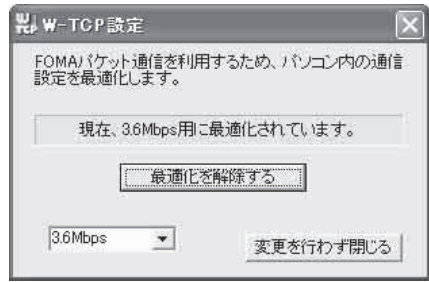 W-TCP設定
FOMAパケット通信を利用するため、パソコン内の通信
設定を最適化します。
現在、3.6Mbps用に最適化されています。
最適化を解除する
3.6Mbps
変更を行わず閉じる